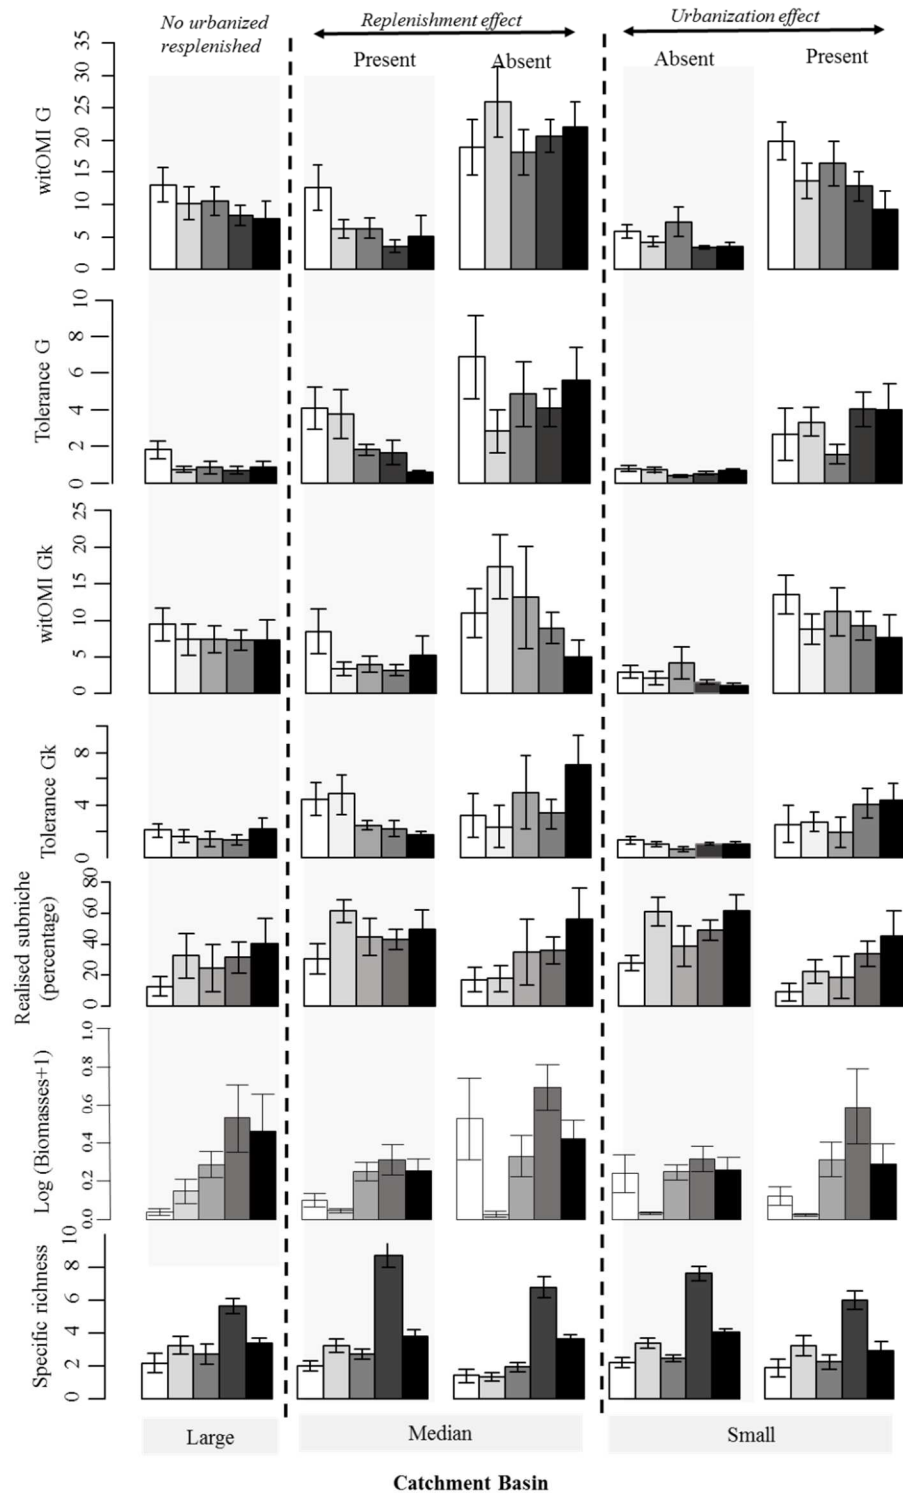 No urbanized
resplenished
Replenishment effect
Urbanization effect
Present
Absent
Absent
Present
witOMI G
0 5 10 15 20 25 30 35
Tolerance G
0 2 4 6 8 10
witOMI Gk
0 5 10 15 20 25
Tolerance Gk
0 4 8
Realised subniche
(percentage)
0 20 40 60 80
Log (Biomasses+1)
0.0 0.2 0.4 0.6 0.8 1.0
Specific richness
0 2 4 6 8 10
Large
Median
Small
Catchment Basin